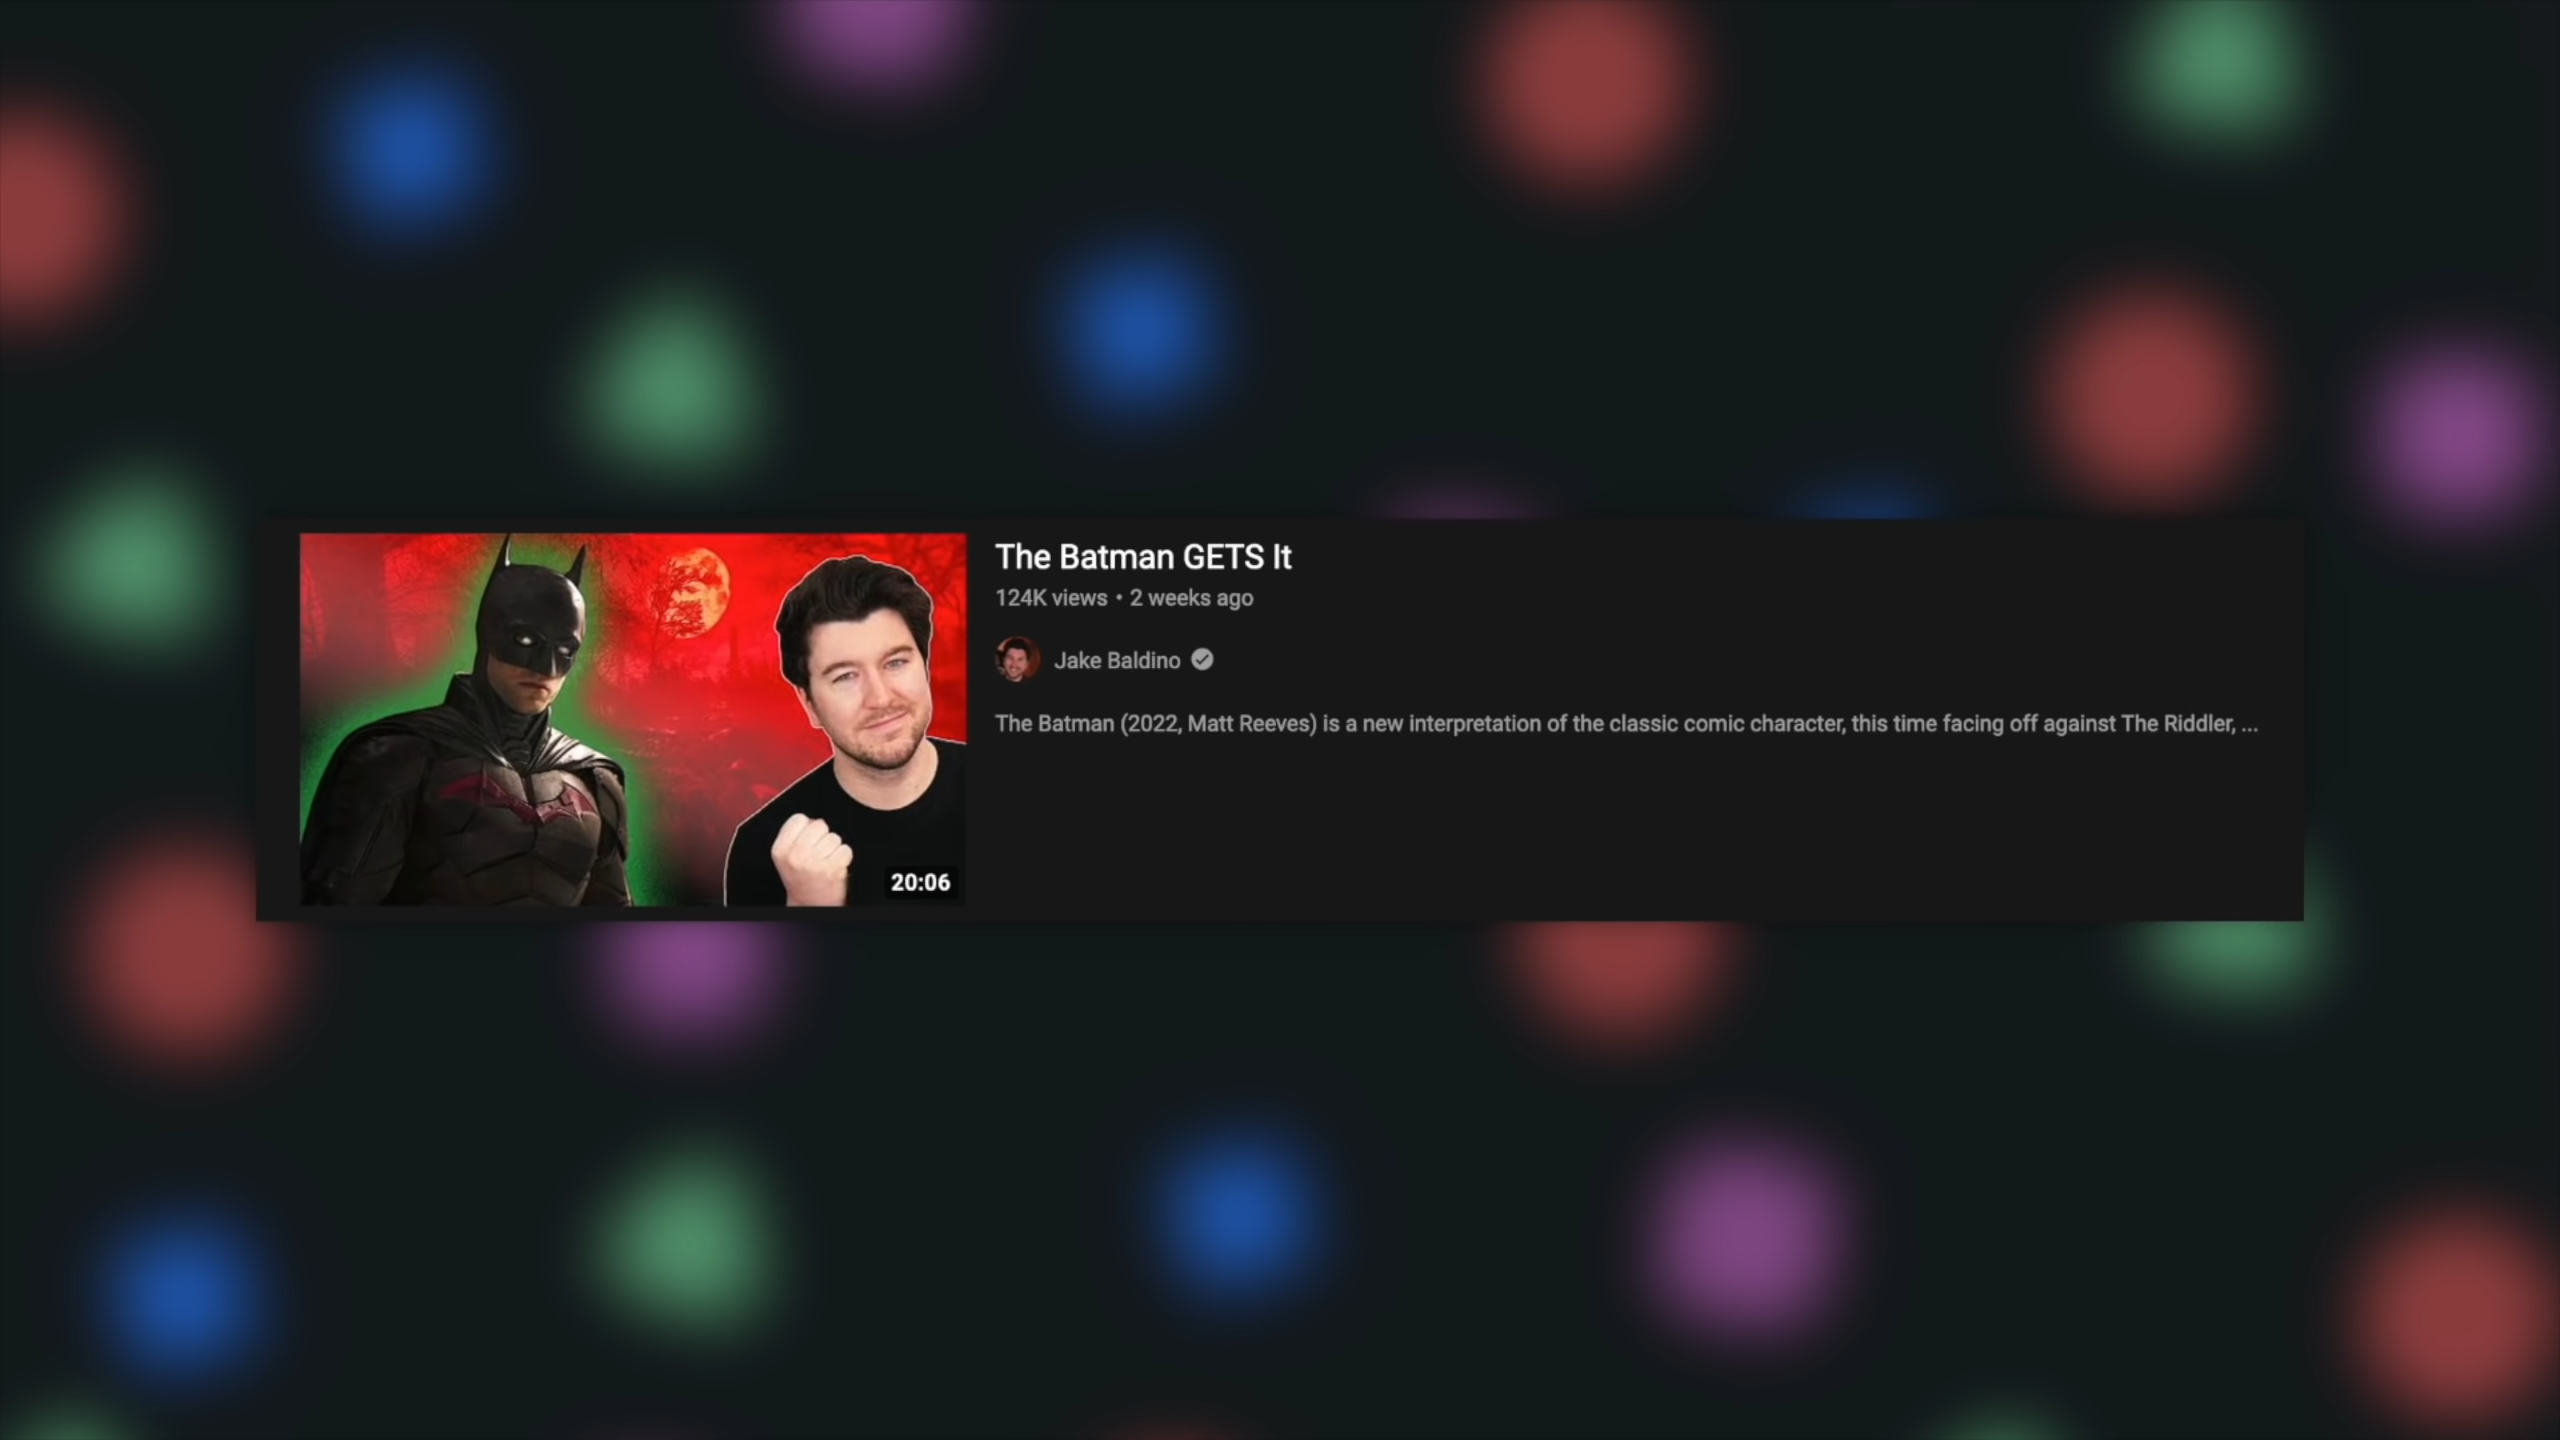 The Batman GETS It
124K views • 2 weeks ago
Jake Baldino
The Batman (2022, Matt Reeves) is a new interpretation of the classic comic character, this time facing off against The Riddler, ...
20:06